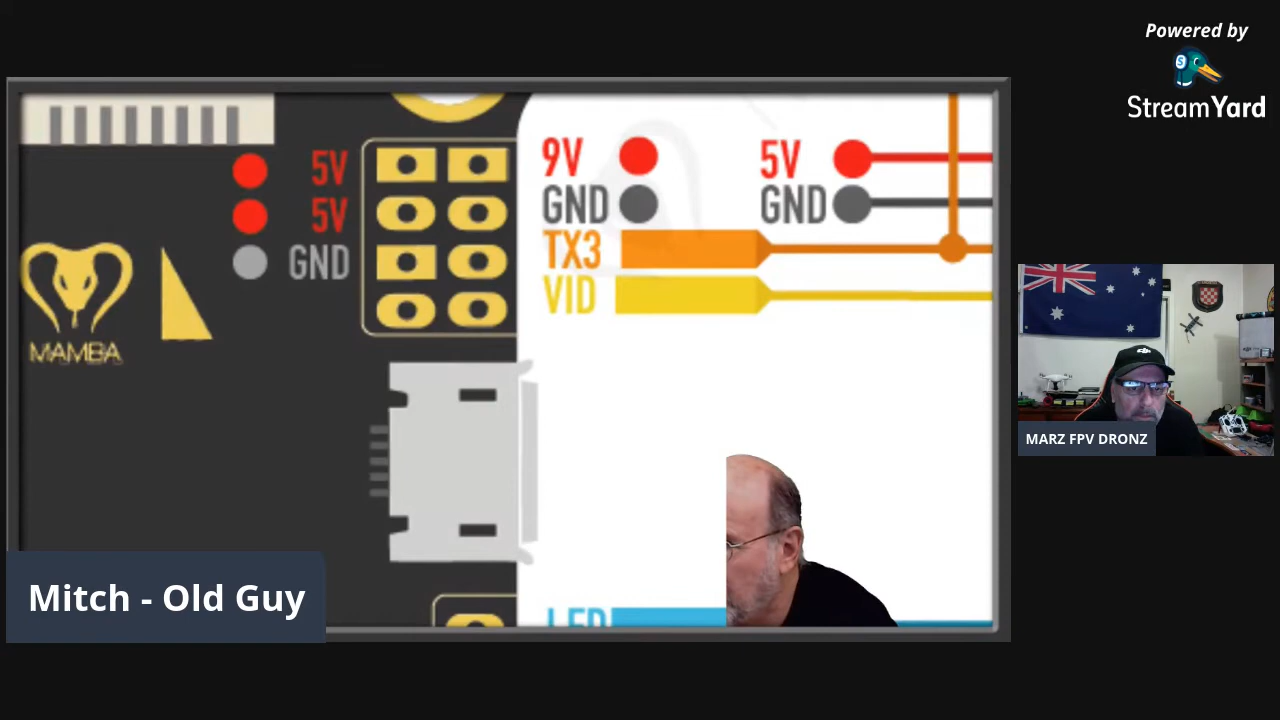 Powered by
StreamYard
5V
5V
GND
9V
GND
TX3
VID
5V
GND
MAMBA
LED
Mitch - Old Guy
MARZ FPV DRONZ